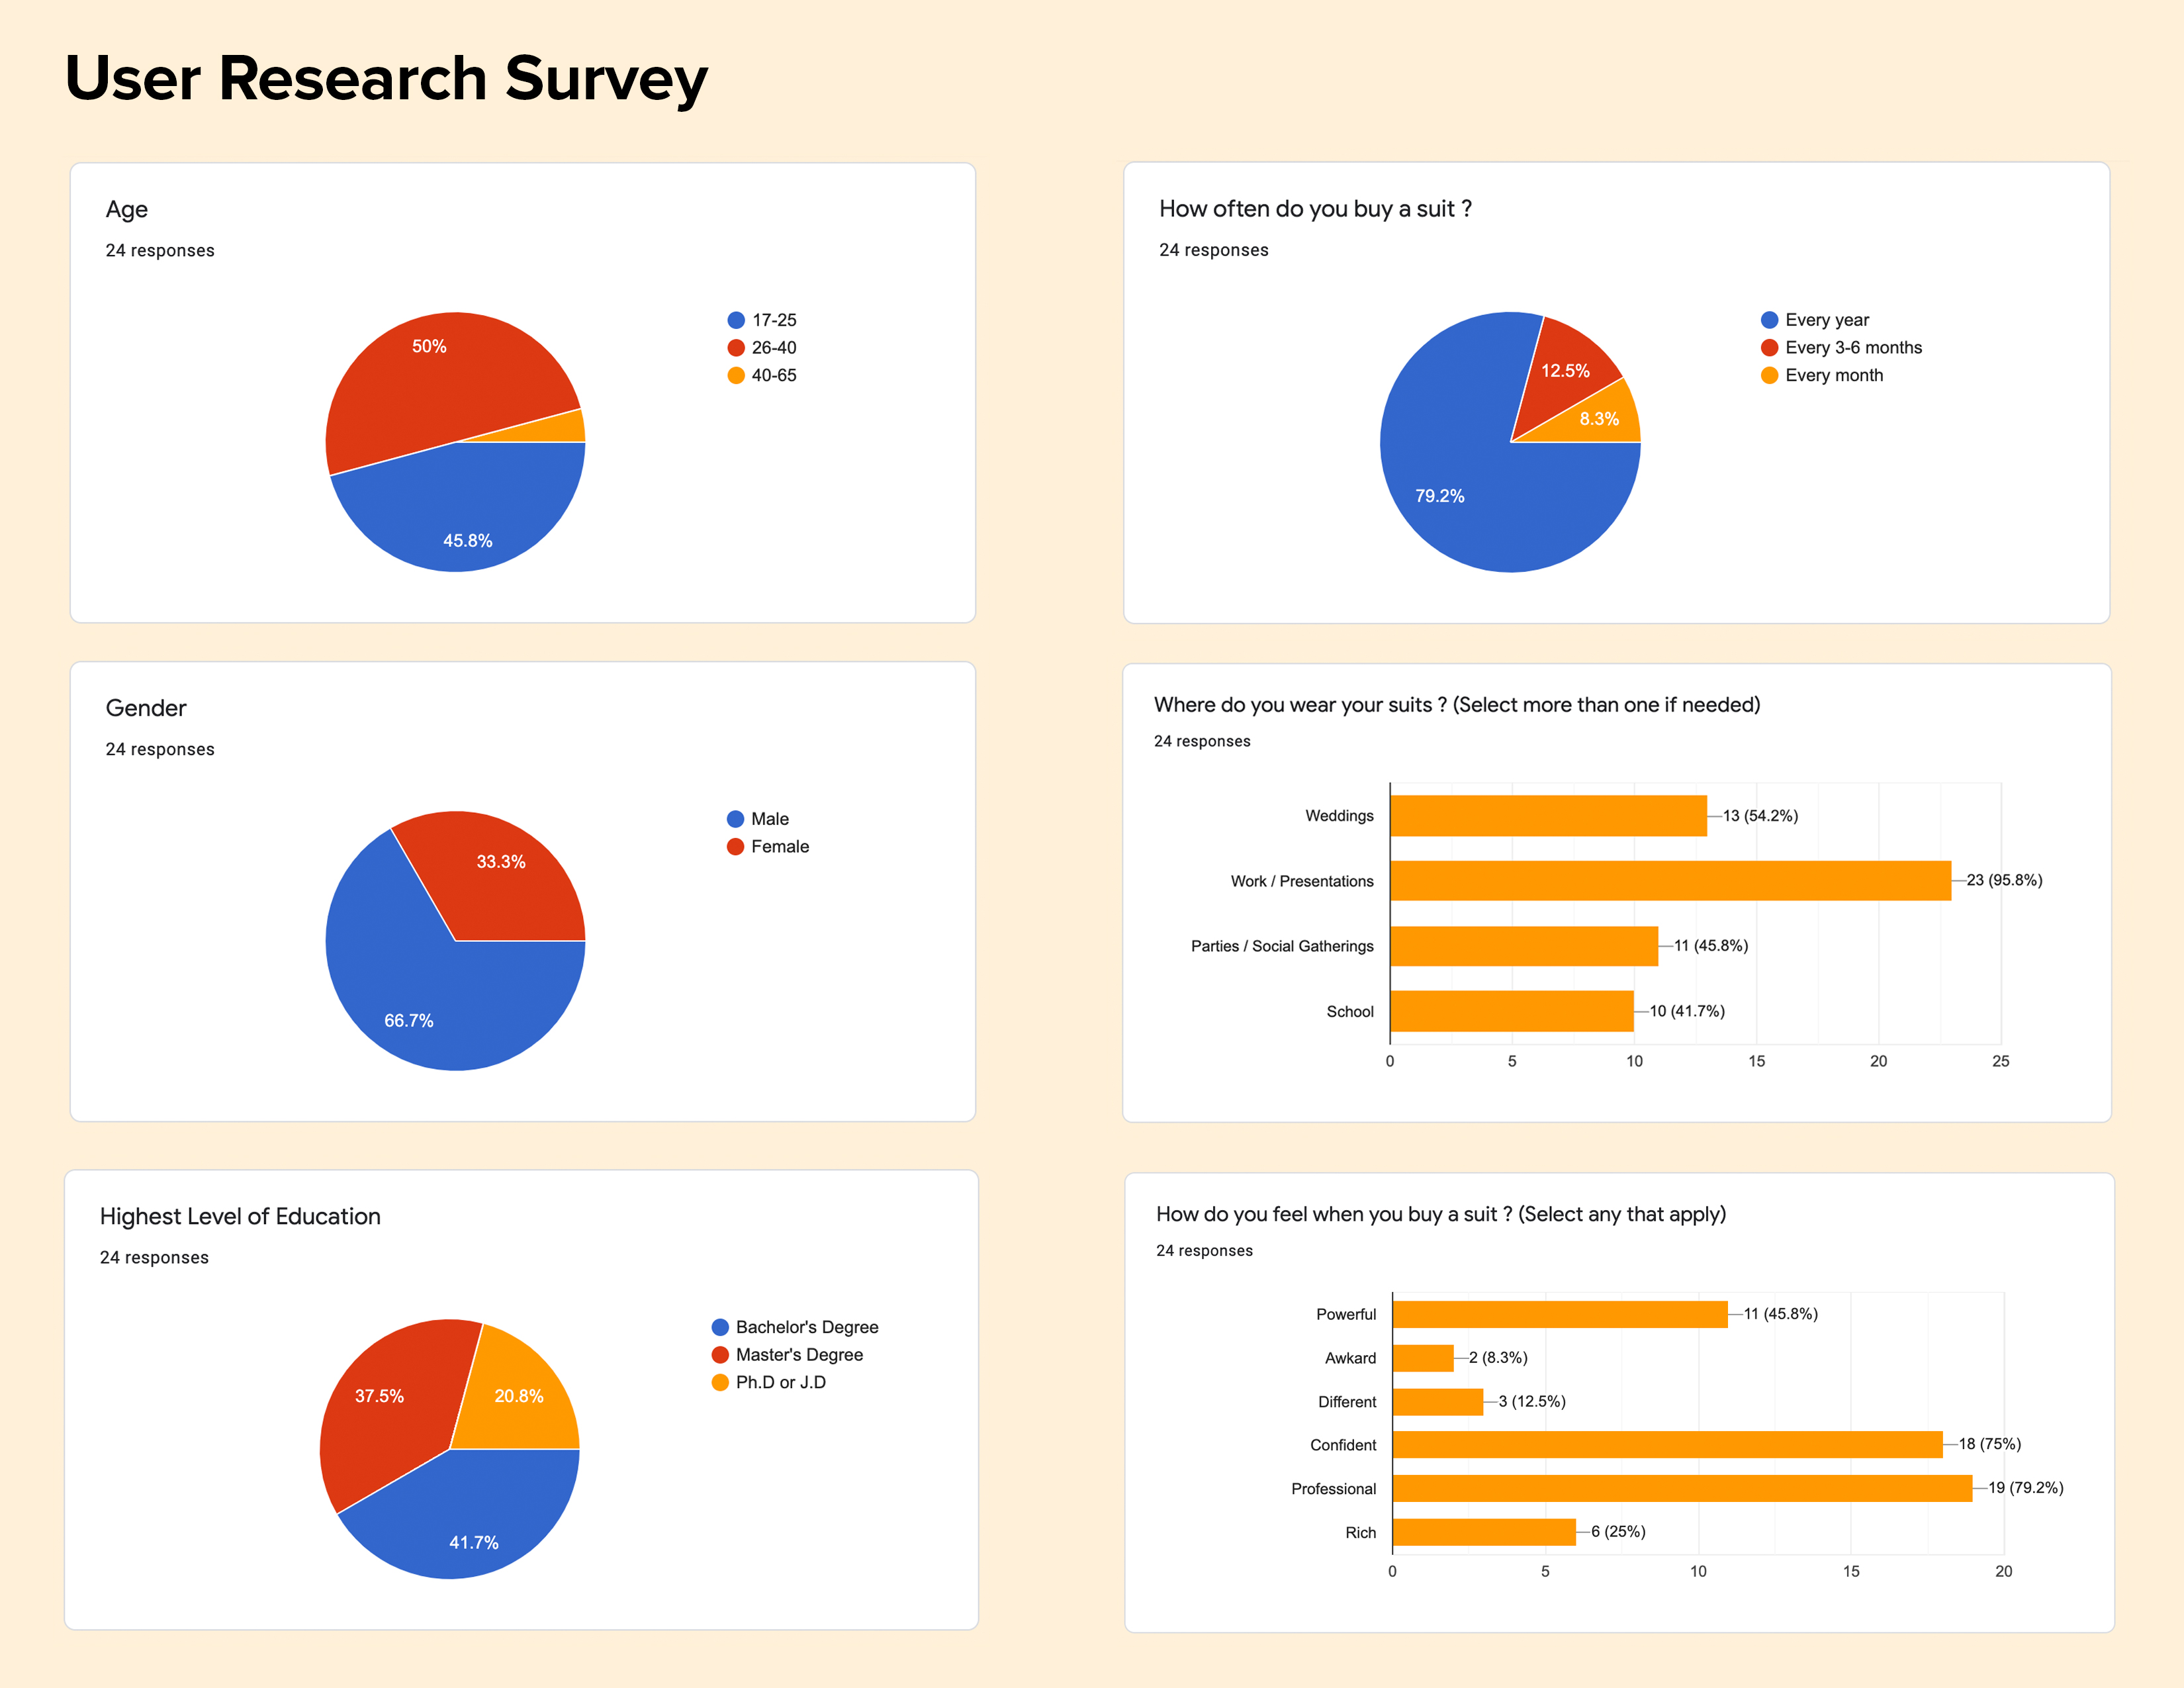 User Research Survey
Age
24 responses
17-25
26-40
40-65
50%
45.8%
How often do you buy a suit ?
24 responses
Every year
Every 3-6 months
Every month
12.5%
8.3%
79.2%
Gender
24 responses
Male
Female
33.3%
66.7%
Where do you wear your suits ? (Select more than one if needed)
24 responses
Weddings 13 (54.2%)
Work / Presentations 23 (95.8%)
Parties / Social Gatherings 11 (45.8%)
School 10 (41.7%)
0 5 10 15 20 25
Highest Level of Education
24 responses
Bachelor's Degree
Master's Degree
Ph.D or J.D
37.5%
20.8%
41.7%
How do you feel when you buy a suit ? (Select any that apply)
24 responses
Powerful 11 (45.8%)
Awkard 2 (8.3%)
Different 3 (12.5%)
Confident 18 (75%)
Professional 19 (79.2%)
Rich 6 (25%)
0 5 10 15 20